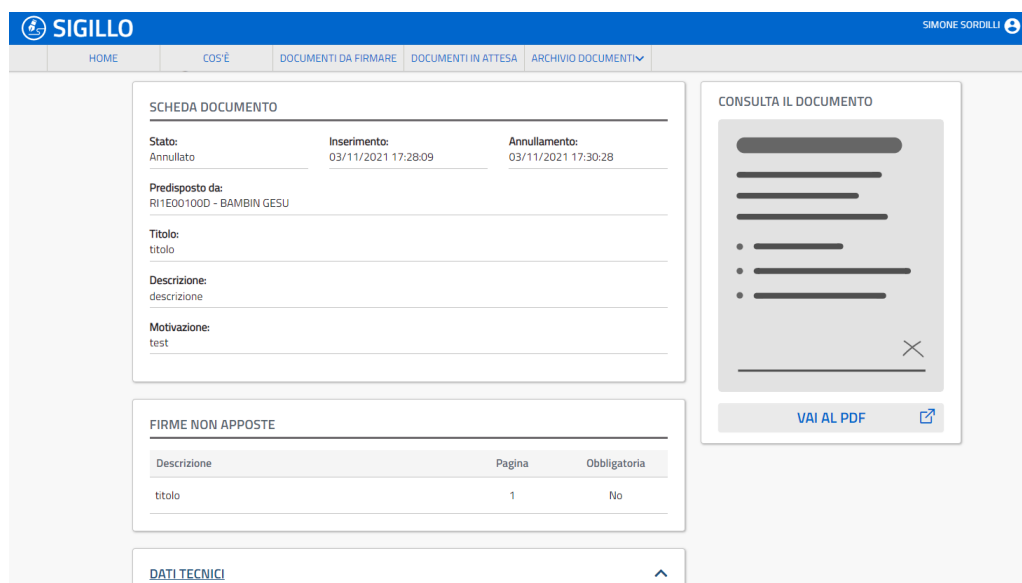 SIGILLO
SIMONE SORDILLI
HOME COS'È DOCUMENTI DA FIRMARE DOCUMENTI IN ATTESA ARCHIVIO DOCUMENTI
SCHEDA DOCUMENTO
Stato: Inserimento: Annullamento:
Annullato 03/11/2021 17:28:09 03/11/2021 17:30:28
Predisposto da:
RI1E00100D - BAMBIN GESU
Titolo:
titolo
Descrizione:
descrizione
Motivazione:
test
FIRME NON APPOSTE
Descrizione Pagina Obbligatoria
titolo 1 No
DATI TECNICI
CONSULTA IL DOCUMENTO
VAI AL PDF